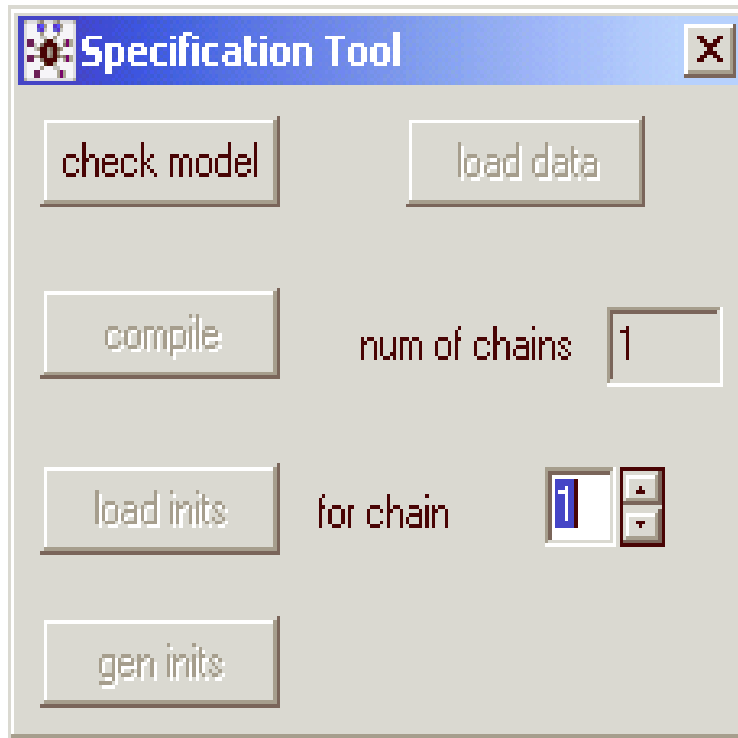 Specification Tool
check model
load data
compile
num of chains 1
load inits
for chain 1
gen inits